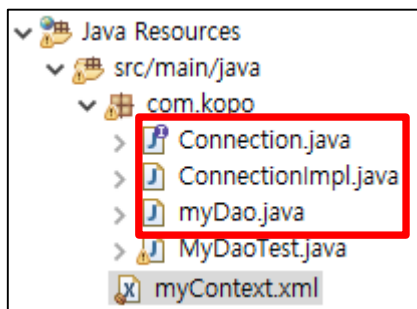 Java Resources
src/main/java
com.kopo
Connection.java
ConnectionImpl.java
myDao.java
MyDaoTest.java
myContext.xml